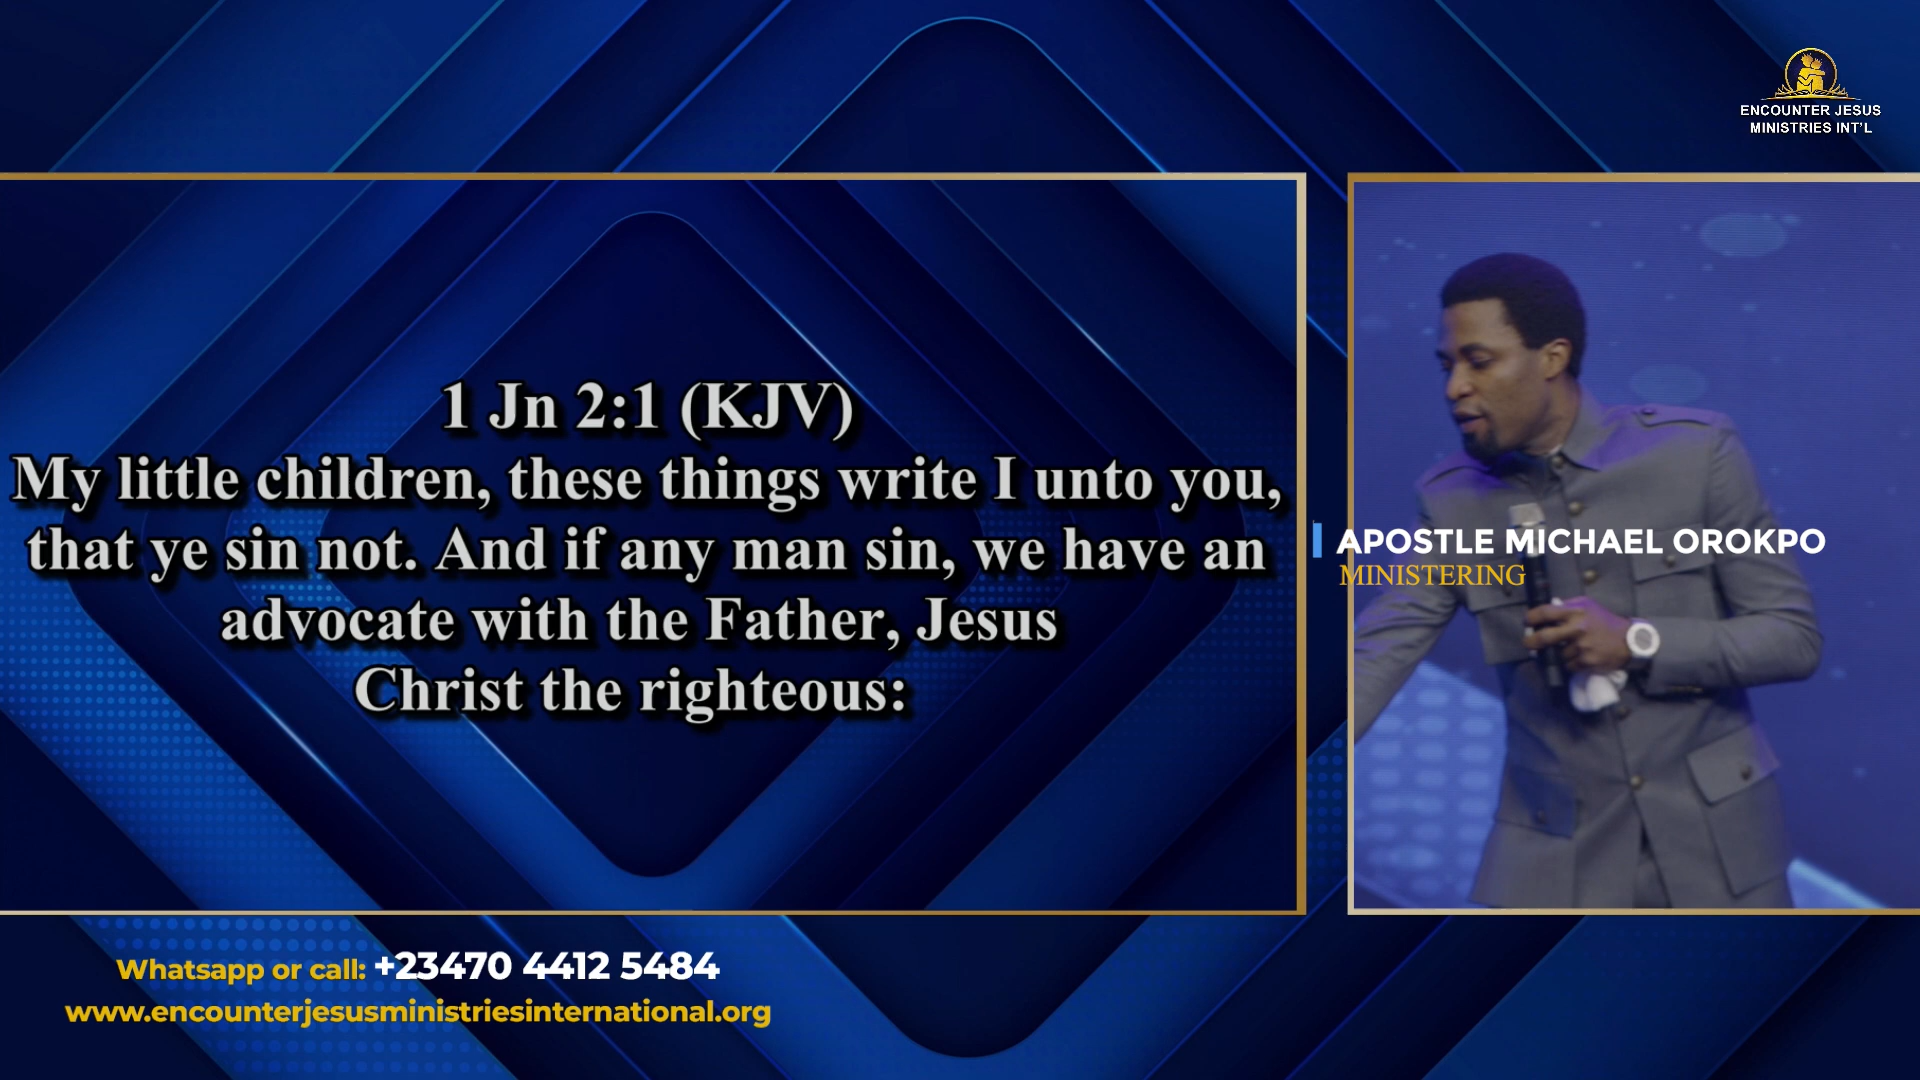 ENCOUNTER JESUS
MINISTRIES INT'L
1 Jn 2:1 (KJV)
My little children, these things write I unto you,
that ye sin not. And if any man sin, we have an
advocate with the Father, Jesus
Christ the righteous:
APOSTLE MICHAEL OROKPO
MINISTERING
Whatsapp or call: +23470 4412 5484
www.encounterjesusministriesinternational.org